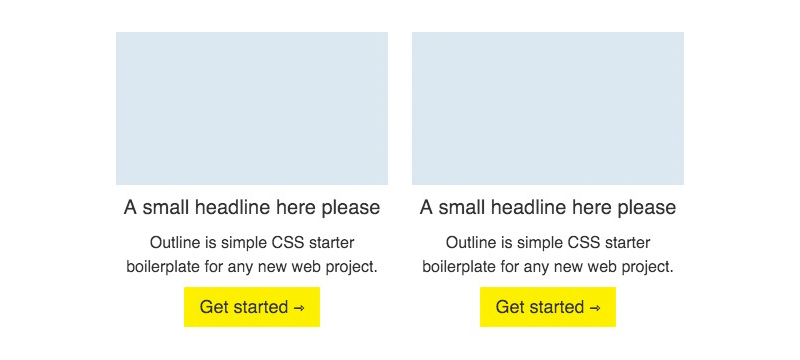 A small headline here please
Outline is simple CSS starter
boilerplate for any new web project.
Get started ⇾
A small headline here please
Outline is simple CSS starter
boilerplate for any new web project.
Get started ⇾